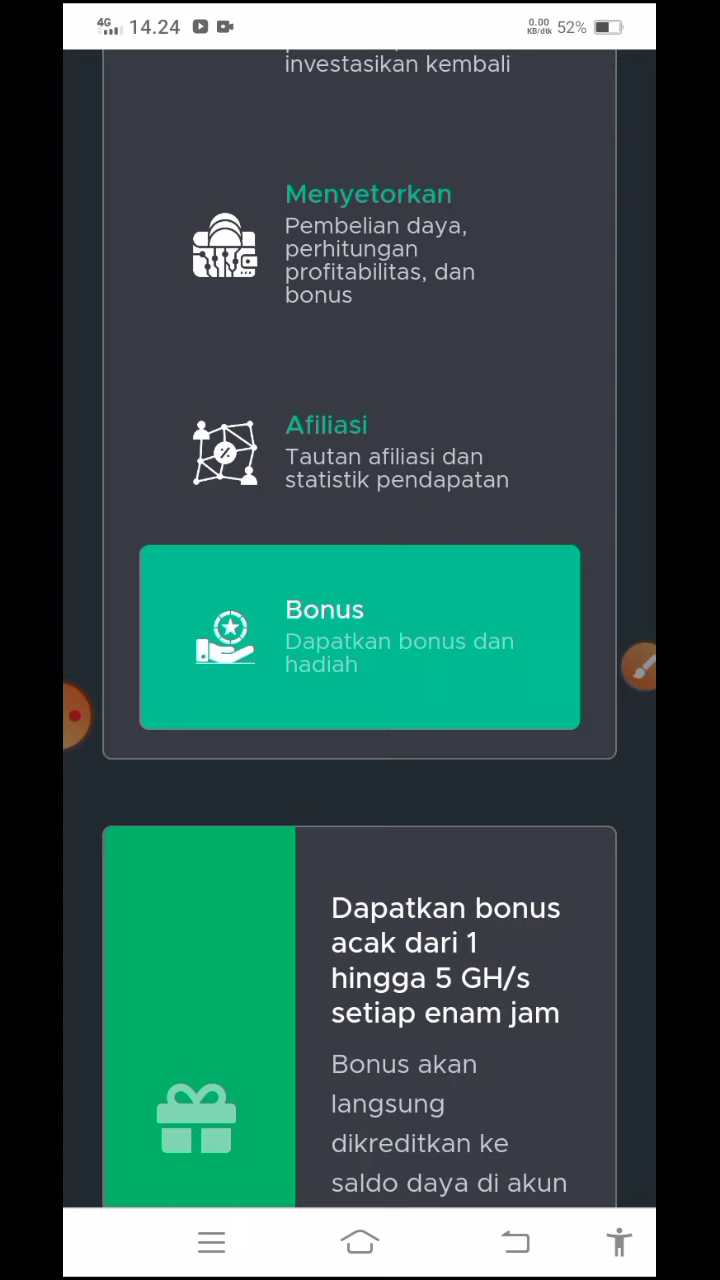 4G 14.24 0.00 KB/dtk 52%
investasikan kembali
Menyetorkan
Pembelian daya,
perhitungan
profitabilitas, dan
bonus
Afiliasi
Tautan afiliasi dan
statistik pendapatan
Bonus
Dapatkan bonus dan
hadiah
Dapatkan bonus
acak dari 1
hingga 5 GH/s
setiap enam jam
Bonus akan
langsung
dikreditkan ke
saldo daya di akun